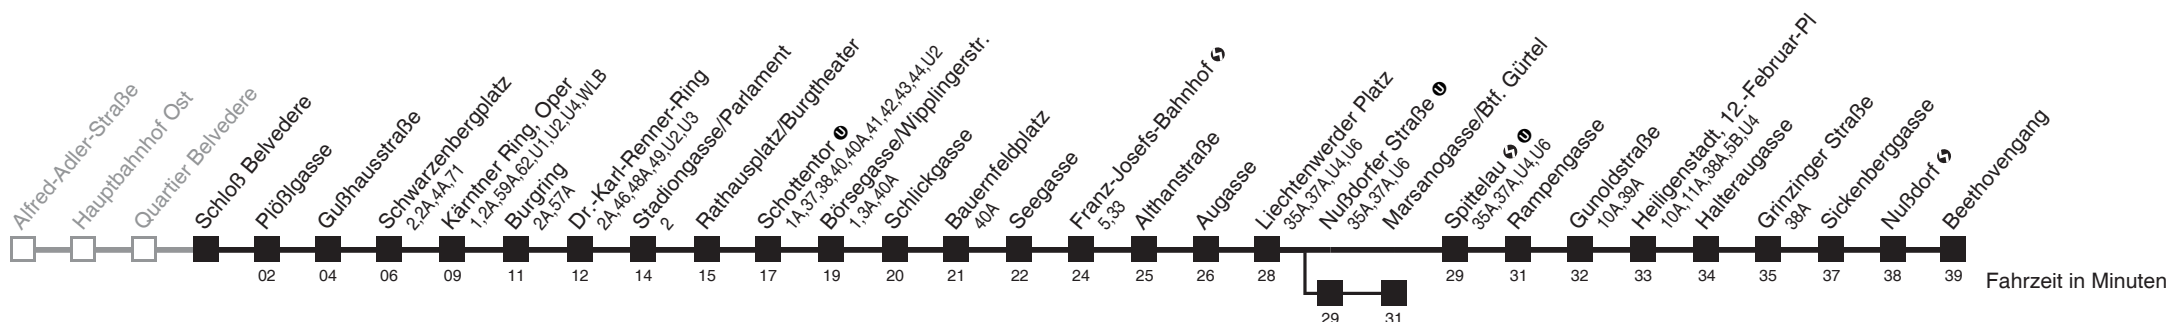 Alfred-Adler-Straße
Hauptbahnhof Ost
Quartier Belvedere
Schloß Belvedere
Plößlgasse
Gußhausstraße
Schwarzenbergplatz
2,2A,4A,71
Kärntner Ring, Oper
1,2A,59A,62,U1,U2,U4,WLB
Burgring
2A,57A
Dr.-Karl-Renner-Ring
2A,46,48A,49,U2,U3
Stadiongasse/Parlament
2
Rathausplatz/Burgtheater
Schottentor U
1A,37,38,40,40A,41,42,43,44,U2
Börsegasse/Wipplingerstr.
1,3A,40A
Schlickgasse
Bauernfeldplatz
40A
Seegasse
Franz-Josefs-Bahnhof S
5,33
Althanstraße
Augasse
Liechtenwerder Platz
35A,37A,U4,U6
Nußdorfer Straße U
35A,37A,U6
Marsanogasse/Btf. Gürtel
Spittelau S U
35A,37A,U4,U6
Rampengasse
Gunoldstraße
10A,39A
Heiligenstadt, 12.-Februar-Pl
10A,11A,38A,5B,U4
Halteraugasse
Grinzinger Straße
38A
Sickenberggasse
Nußdorf S
Beethovengang
02 04 06 09 11 12 14 15 17 19 20 21 22 24 25 26 28 29 31 32 33 34 35 37 38 39
Fahrzeit in Minuten
29 31